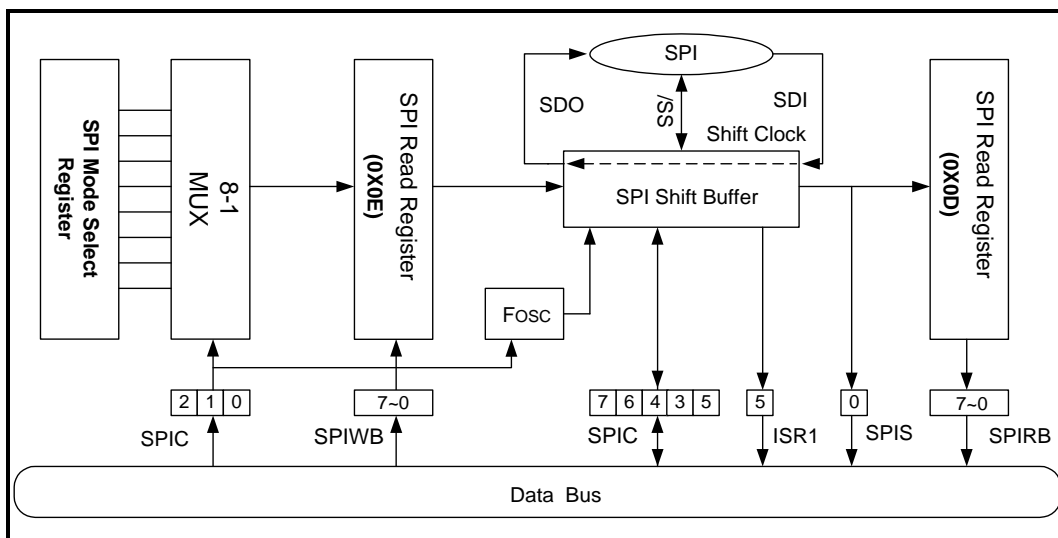 SPI Mode Select
Register
8-1
MUX
SPI Read Register
(0X0E)
SPI
SDO
/SS
SDI
Shift Clock
SPI Shift Buffer
SPI Read Register
(0X0D)
Fosc
2 1 0
7~0
7 6 4 3 5
5
0
7~0
SPIC
SPIWB
SPIC
ISR1
SPIS
SPIRB
Data Bus